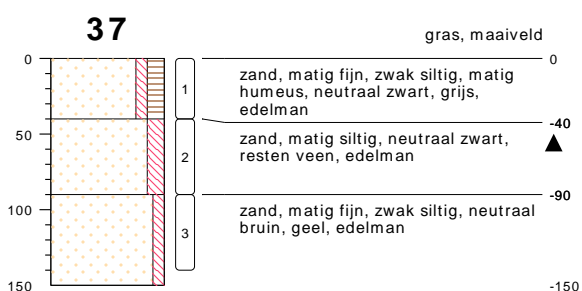 37
gras, maaiveld
0
0
zand, matig fijn, zwak siltig, matig
humeus, neutraal zwart, grijs,
edelman
1
-40
50
zand, matig siltig, neutraal zwart,
resten veen, edelman
2
-90
100
zand, matig fijn, zwak siltig, neutraal
bruin, geel, edelman
3
150
-150